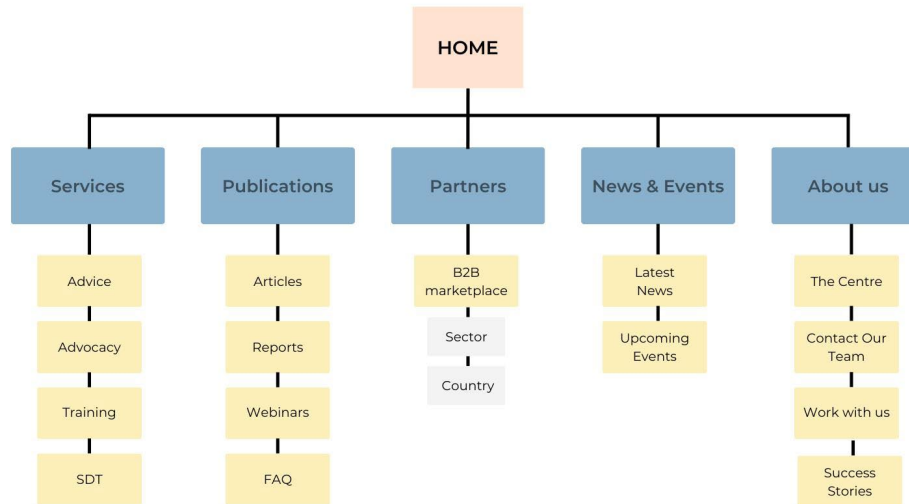 HOME
Services
Publications
Partners
News & Events
About us
Advice
Articles
B2B
marketplace
Latest
News
The Centre
Advocacy
Reports
Sector
Upcoming
Events
Contact Our
Team
Country
Training
Webinars
Work with us
SDT
FAQ
Success
Stories